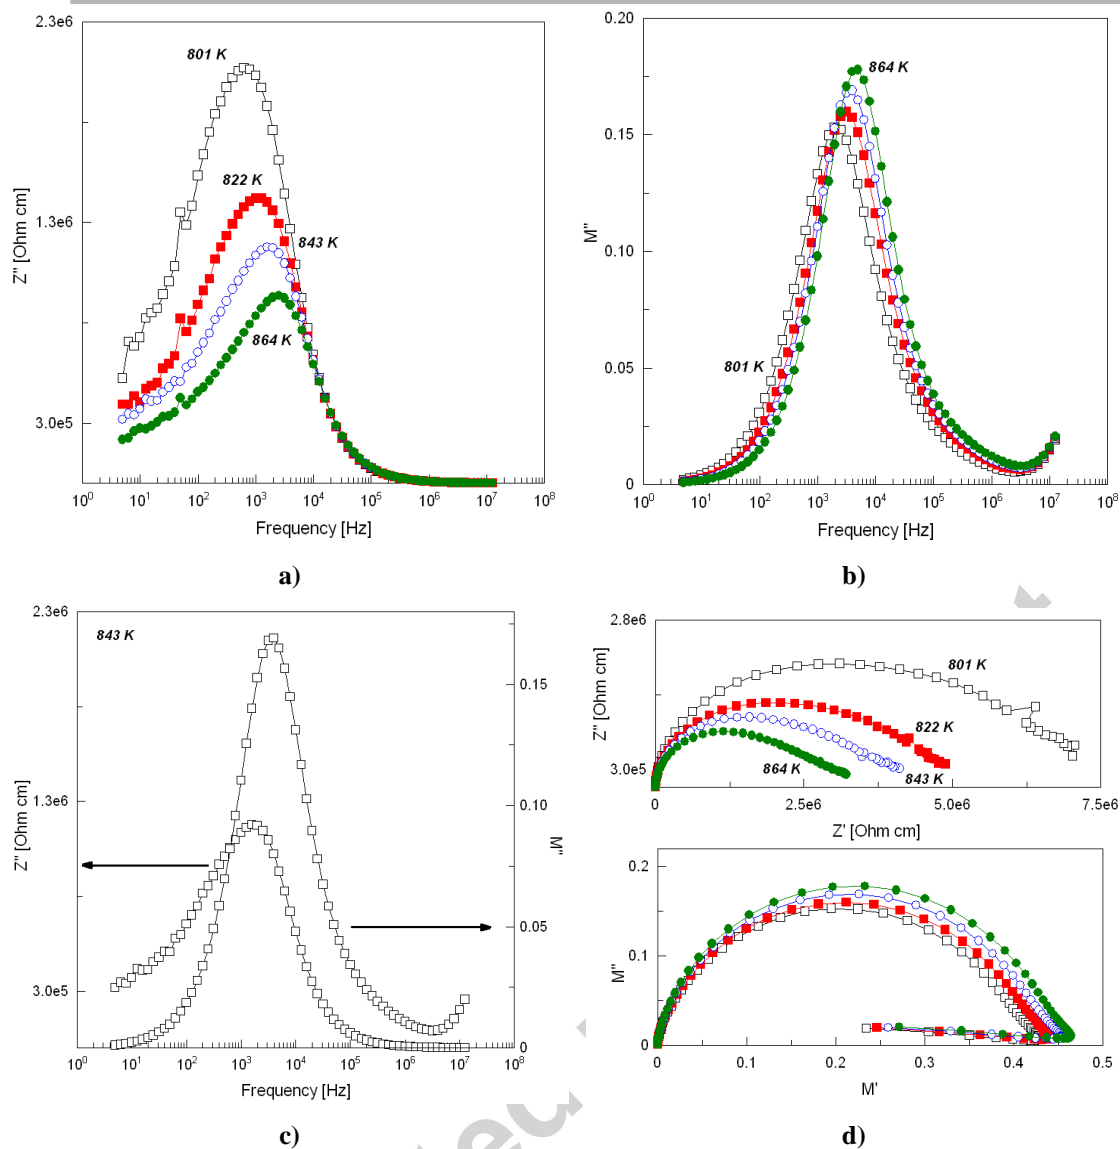 2.3e6
1.3e6
3.0e5
Z" [Ohm cm]
801 K
822 K
843 K
864 K
10^0 10^1 10^2 10^3 10^4 10^5 10^6 10^7 10^8
Frequency [Hz]
a)
0.20
0.15
0.10
0.05
0
M"
864 K
801 K
10^0 10^1 10^2 10^3 10^4 10^5 10^6 10^7 10^8
Frequency [Hz]
b)
2.3e6
1.3e6
3.0e5
Z" [Ohm cm]
843 K
0.15
0.10
0.05
0
M"
10^0 10^1 10^2 10^3 10^4 10^5 10^6 10^7 10^8
Frequency [Hz]
c)
2.8e6
3.0e5
Z" [Ohm cm]
801 K
822 K
843 K
864 K
0 2.5e6 5.0e6 7.5e6
Z' [Ohm cm]
0.2
0.1
0
M"
0 0.1 0.2 0.3 0.4 0.5
M'
d)